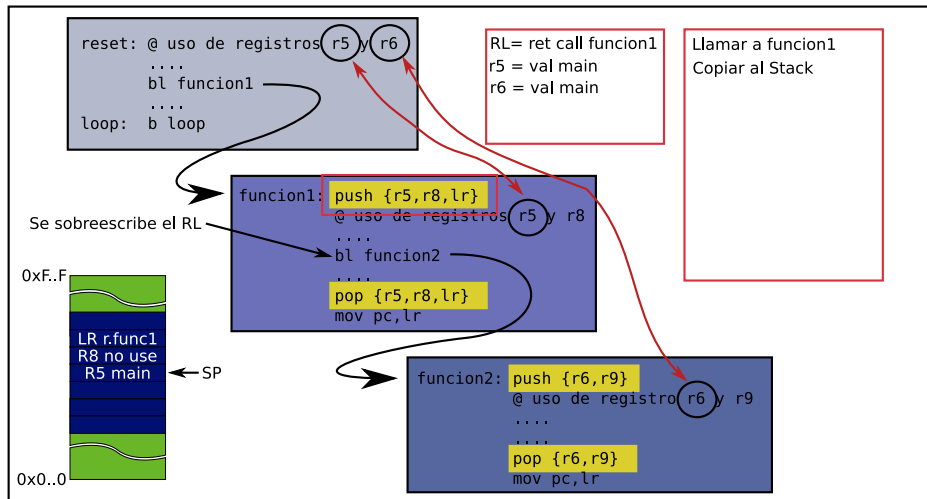 reset: @ uso de registros r5 y r6
....
bl funcion1
....
loop: b loop
RL= ret call funcion1
r5 = val main
r6 = val main
Llamar a funcion1
Copiar al Stack
funcion1: push {r5,r8,lr}
@ uso de registros r5 y r8
....
bl funcion2
....
pop {r5,r8,lr}
mov pc,lr
Se sobreescribe el RL
0xF..F
LR r.func1
R8 no use
R5 main
SP
0x0..0
funcion2: push {r6,r9}
@ uso de registro r6 y r9
....
....
pop {r6,r9}
mov pc,lr